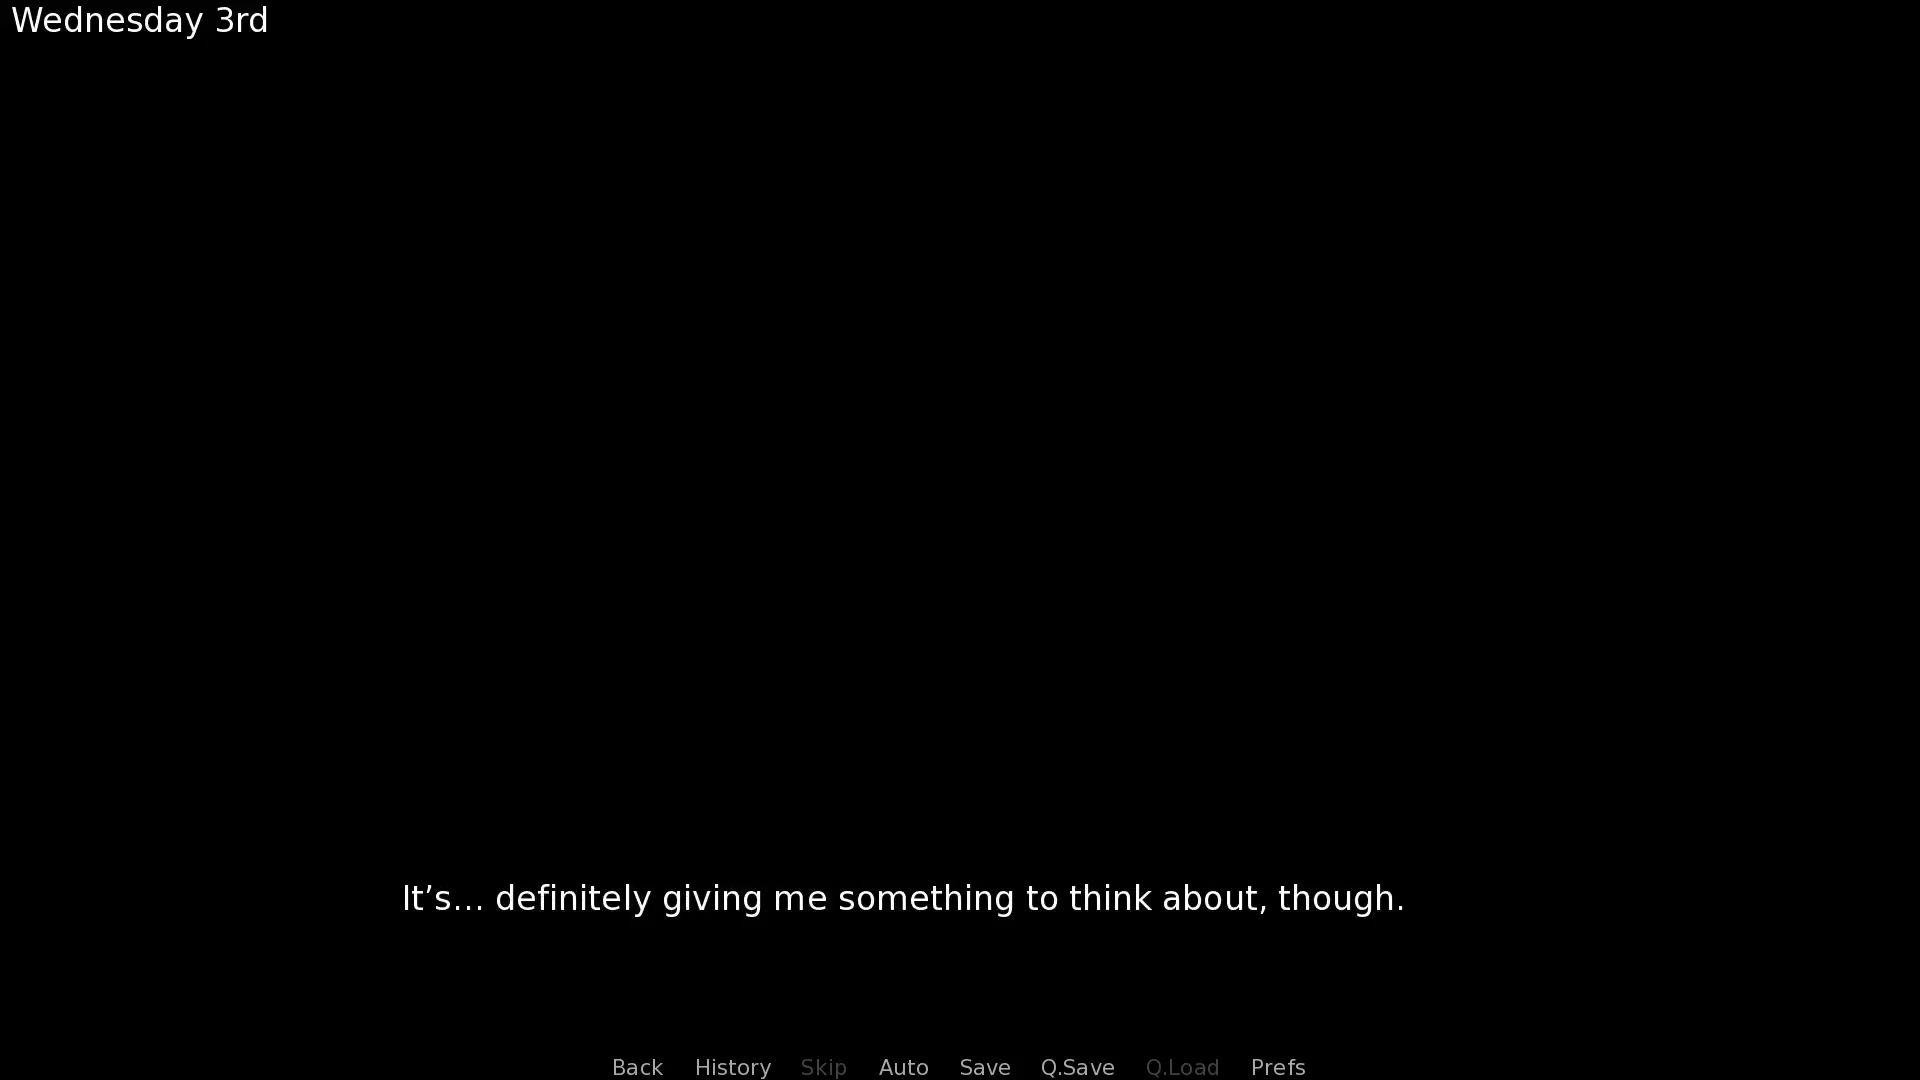 Wednesday 3rd
It’s… definitely giving me something to think about, though.
Back History Skip Auto Save Q.Save Q.Load Prefs